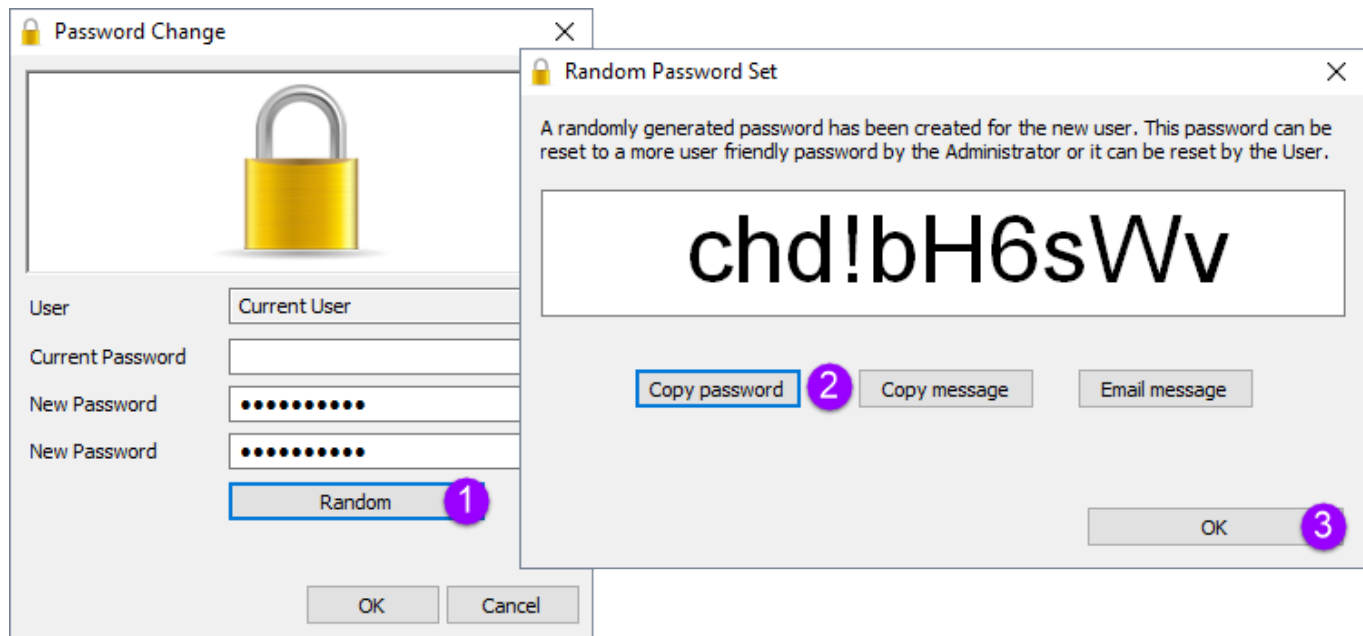 Password Change
User
Current User
Current Password
New Password
●●●●●●●●●●
New Password
●●●●●●●●●●
Random
1
OK
Cancel
Random Password Set
A randomly generated password has been created for the new user. This password can be
reset to a more user friendly password by the Administrator or it can be reset by the User.
chd!bH6sWv
Copy password
2
Copy message
Email message
OK
3